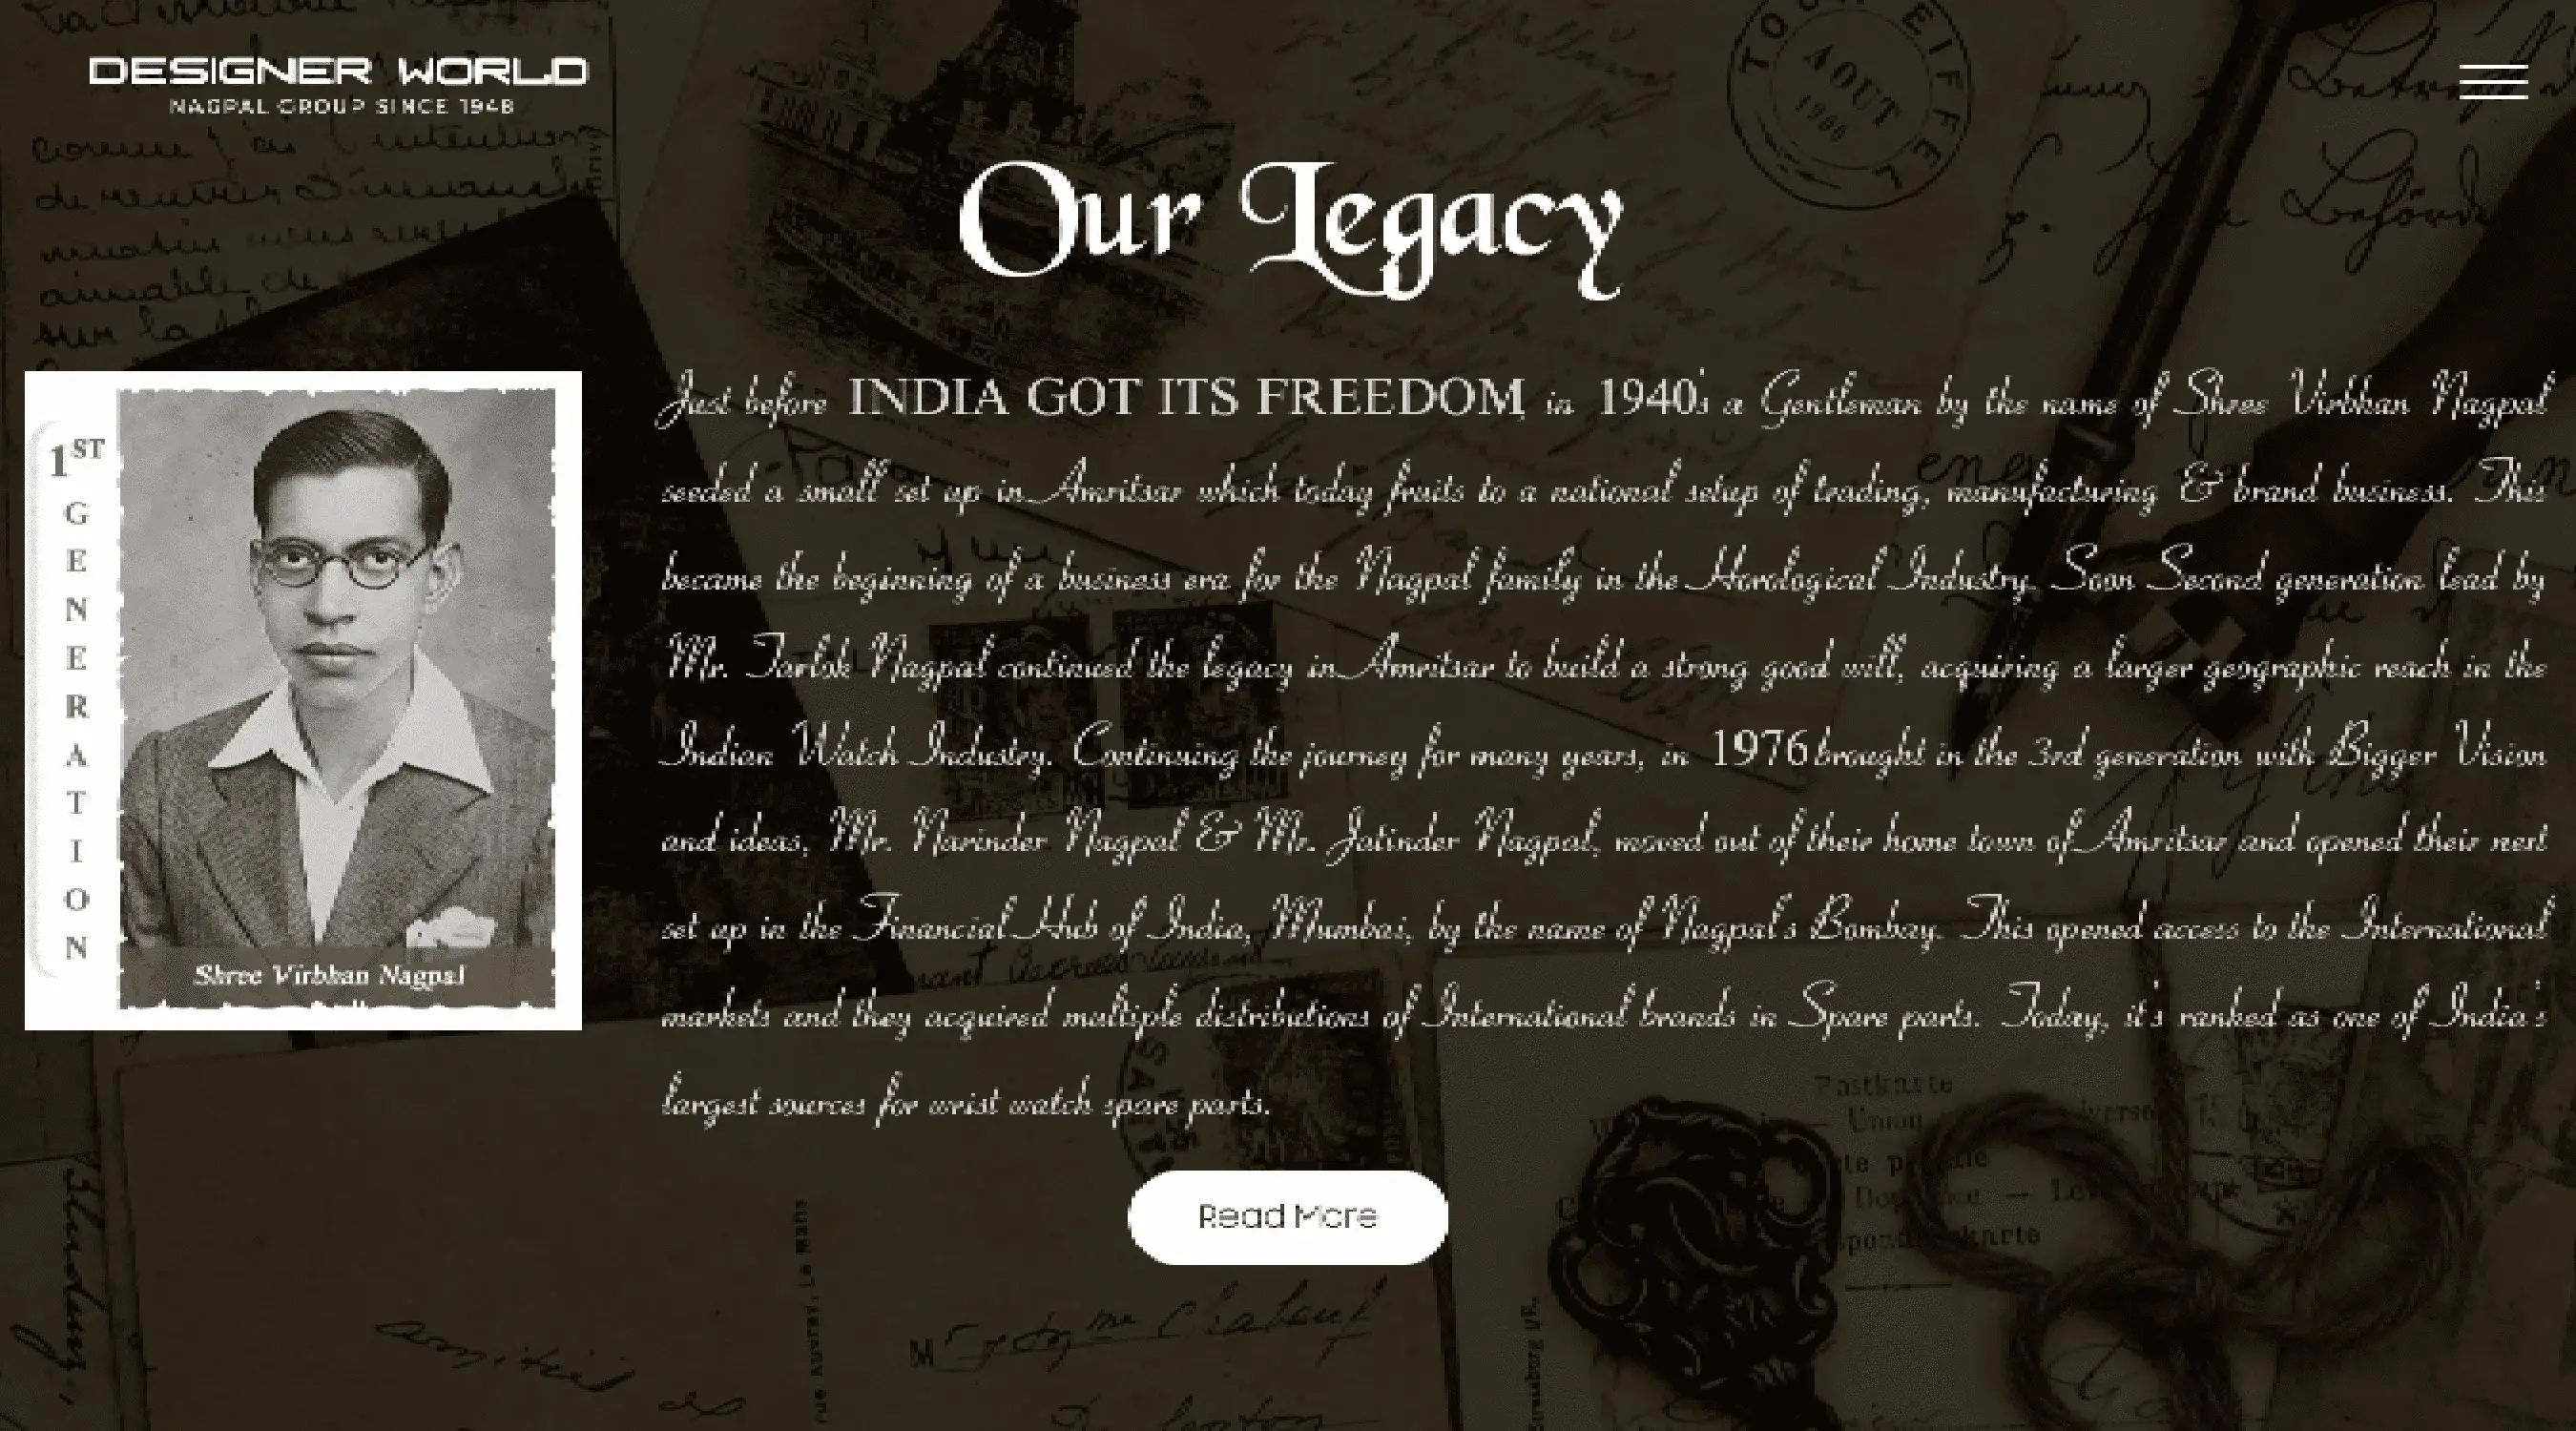 DESIGNER WORLD
NAGPAL GROUP SINCE 1948
TOUR EIFFEL
AOUT
1900
Our Legacy
Just before INDIA GOT ITS FREEDOM, in 1940's a Gentleman by the name of Shree Virbhan Nagpal
seeded a small set up in Amritsar which today fruits to a national setup of trading, manufacturing & brand business. This
became the beginning of a business era for the Nagpal family in the Horological Industry. Soon Second generation lead by
Mr. Tarlok Nagpal continued the legacy in Amritsar to build a strong good will, acquiring a larger geographic reach in the
Indian Watch Industry. Continuing the journey for many years, in 1976 brought in the 3rd generation with Bigger Vision
and ideas, Mr. Narinder Nagpal & Mr. Jatinder Nagpal, moved out of their home town of Amritsar and opened their next
set up in the Financial Hub of India, Mumbai, by the name of Nagpal's Bombay. This opened access to the International
markets and they acquired multiple distributions of International brands in Spare parts. Today, it's ranked as one of India's
largest sources for wrist watch spare parts.
1ST
GENERATION
Shree Virbhan Nagpal
Read More
Postkarte
Union